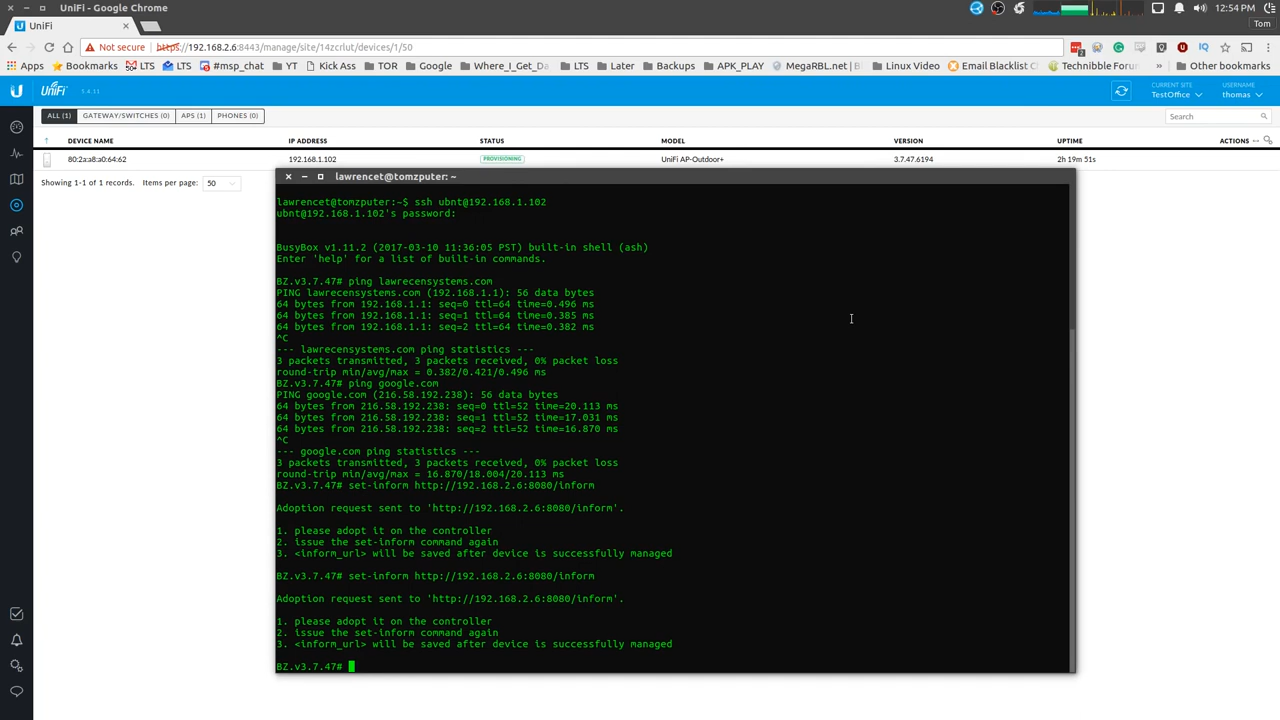 UniFi - Google Chrome
12:54 PM
UniFi
Tom
Not secure https://192.168.2.6:8443/manage/site/14zcrlut/devices/1/50
Apps Bookmarks LTS LTS #msp_chat YT Kick Ass TOR Google Where_I_Get_Da LTS Later Backups APK_PLAY MegaRBL.net | Bl Linux Video Email Blacklist C Technibble Forum » Other bookmarks
UniFi 5.4.11
CURRENT SITE
TestOffice
USERNAME
thomas
ALL (1) GATEWAY/SWITCHES (0) APS (1) PHONES (0) Search
DEVICE NAME IP ADDRESS STATUS MODEL VERSION UPTIME ACTIONS
80:2a:a8:a0:64:62 192.168.1.102 PROVISIONING UniFi AP-Outdoor+ 3.7.47.6194 2h 19m 51s
Showing 1-1 of 1 records. Items per page: 50
lawrencet@tomzputer: ~
lawrencet@tomzputer:~$ ssh ubnt@192.168.1.102
ubnt@192.168.1.102's password:
BusyBox v1.11.2 (2017-03-10 11:36:05 PST) built-in shell (ash)
Enter 'help' for a list of built-in commands.
BZ.v3.7.47# ping lawrecensystems.com
PING lawrecensystems.com (192.168.1.1): 56 data bytes
64 bytes from 192.168.1.1: seq=0 ttl=64 time=0.496 ms
64 bytes from 192.168.1.1: seq=1 ttl=64 time=0.385 ms
64 bytes from 192.168.1.1: seq=2 ttl=64 time=0.382 ms
^C
--- lawrecensystems.com ping statistics ---
3 packets transmitted, 3 packets received, 0% packet loss
round-trip min/avg/max = 0.382/0.421/0.496 ms
BZ.v3.7.47# ping google.com
PING google.com (216.58.192.238): 56 data bytes
64 bytes from 216.58.192.238: seq=0 ttl=52 time=20.113 ms
64 bytes from 216.58.192.238: seq=1 ttl=52 time=17.031 ms
64 bytes from 216.58.192.238: seq=2 ttl=52 time=16.870 ms
^C
--- google.com ping statistics ---
3 packets transmitted, 3 packets received, 0% packet loss
round-trip min/avg/max = 16.870/18.004/20.113 ms
BZ.v3.7.47# set-inform http://192.168.2.6:8080/inform
Adoption request sent to 'http://192.168.2.6:8080/inform'.
1. please adopt it on the controller
2. issue the set-inform command again
3. <inform_url> will be saved after device is successfully managed
BZ.v3.7.47# set-inform http://192.168.2.6:8080/inform
Adoption request sent to 'http://192.168.2.6:8080/inform'.
1. please adopt it on the controller
2. issue the set-inform command again
3. <inform_url> will be saved after device is successfully managed
BZ.v3.7.47#